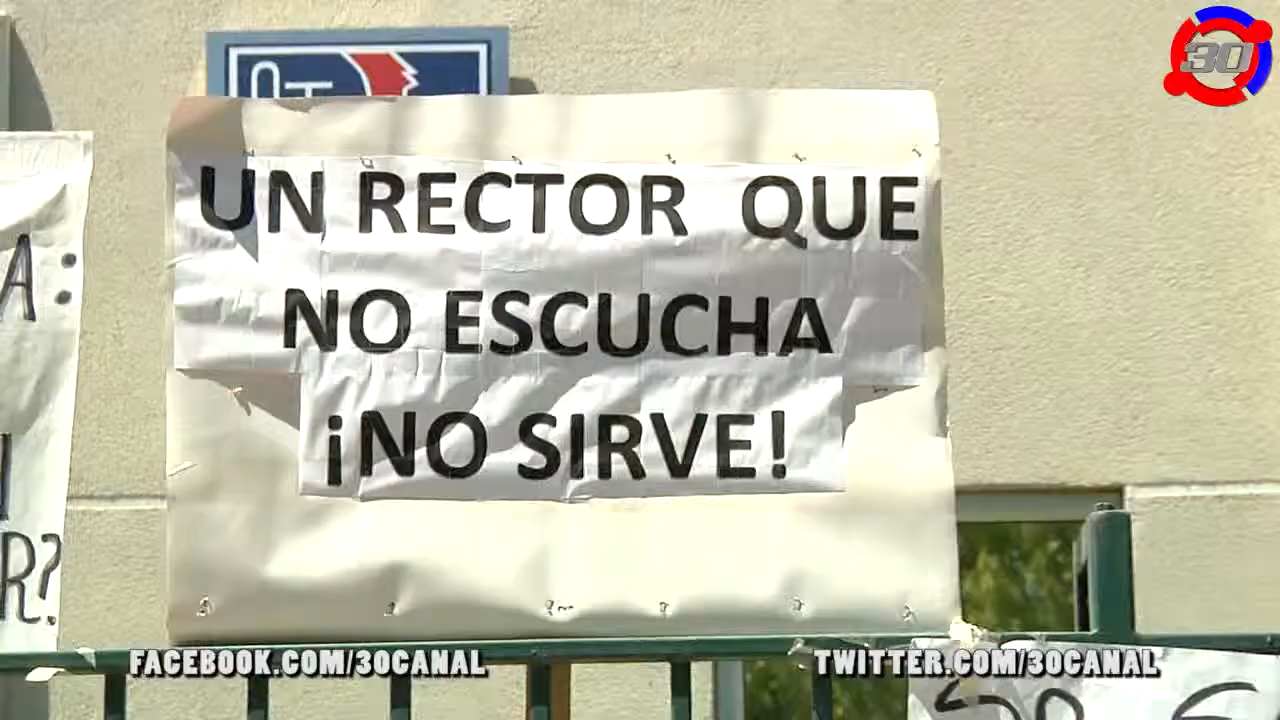 30
UN RECTOR QUE
NO ESCUCHA
¡NO SIRVE!
A:
R?
FACEBOOK.COM/30CANAL
TWITTER.COM/30CANAL